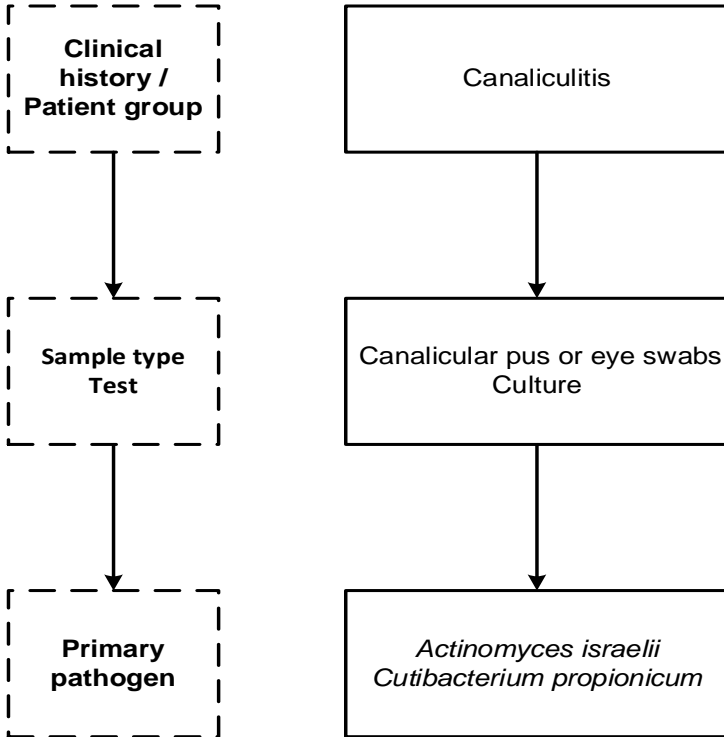 Clinical
history /
Patient group
Canaliculitis
Sample type
Test
Canalicular pus or eye swabs
Culture
Primary
pathogen
Actinomyces israelii
Cutibacterium propionicum